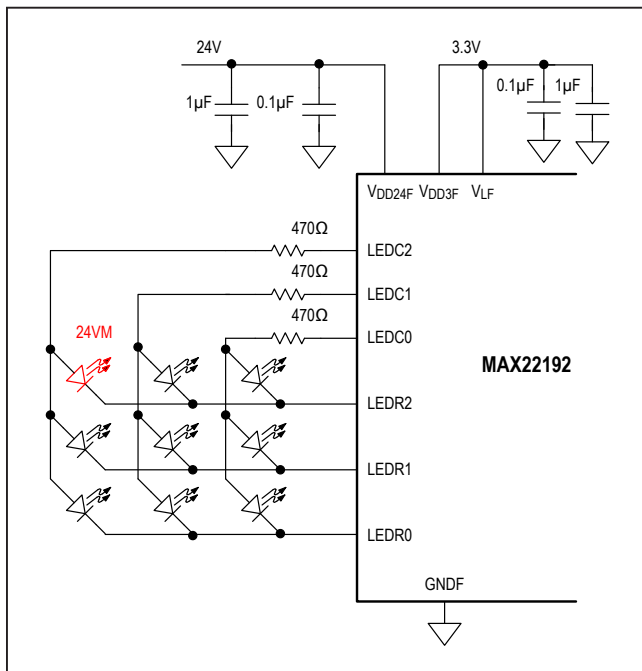 24V
3.3V
1µF
0.1µF
0.1µF
1µF
VDD24F
VDD3F
VLF
470Ω
LEDC2
470Ω
LEDC1
470Ω
LEDC0
24VM
MAX22192
LEDR2
LEDR1
LEDR0
GNDF